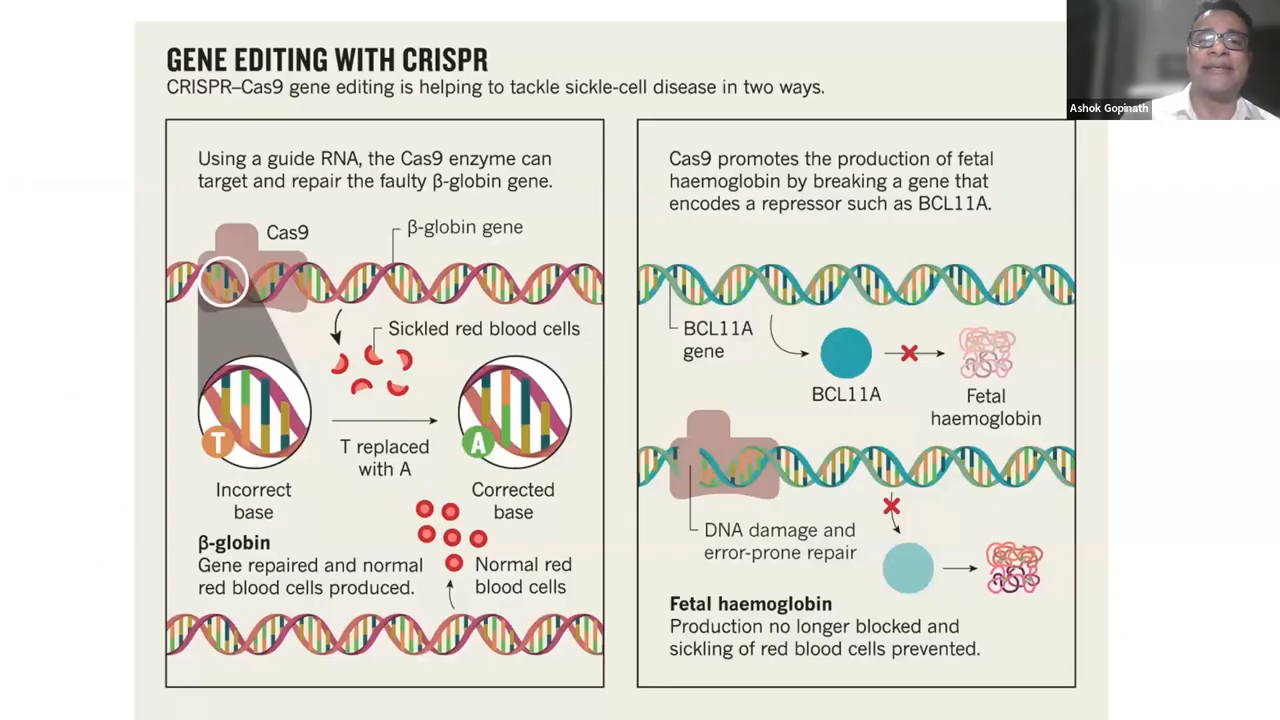 GENE EDITING WITH CRISPR
CRISPR–Cas9 gene editing is helping to tackle sickle-cell disease in two ways.
Ashok Gopinath
Using a guide RNA, the Cas9 enzyme can
target and repair the faulty β-globin gene.
Cas9
β-globin gene
Sickled red blood cells
T
T replaced
with A
A
Incorrect
base
Corrected
base
β-globin
Gene repaired and normal
red blood cells produced.
Normal red
blood cells
Cas9 promotes the production of fetal
haemoglobin by breaking a gene that
encodes a repressor such as BCL11A.
BCL11A
gene
BCL11A
Fetal
haemoglobin
DNA damage and
error-prone repair
Fetal haemoglobin
Production no longer blocked and
sickling of red blood cells prevented.